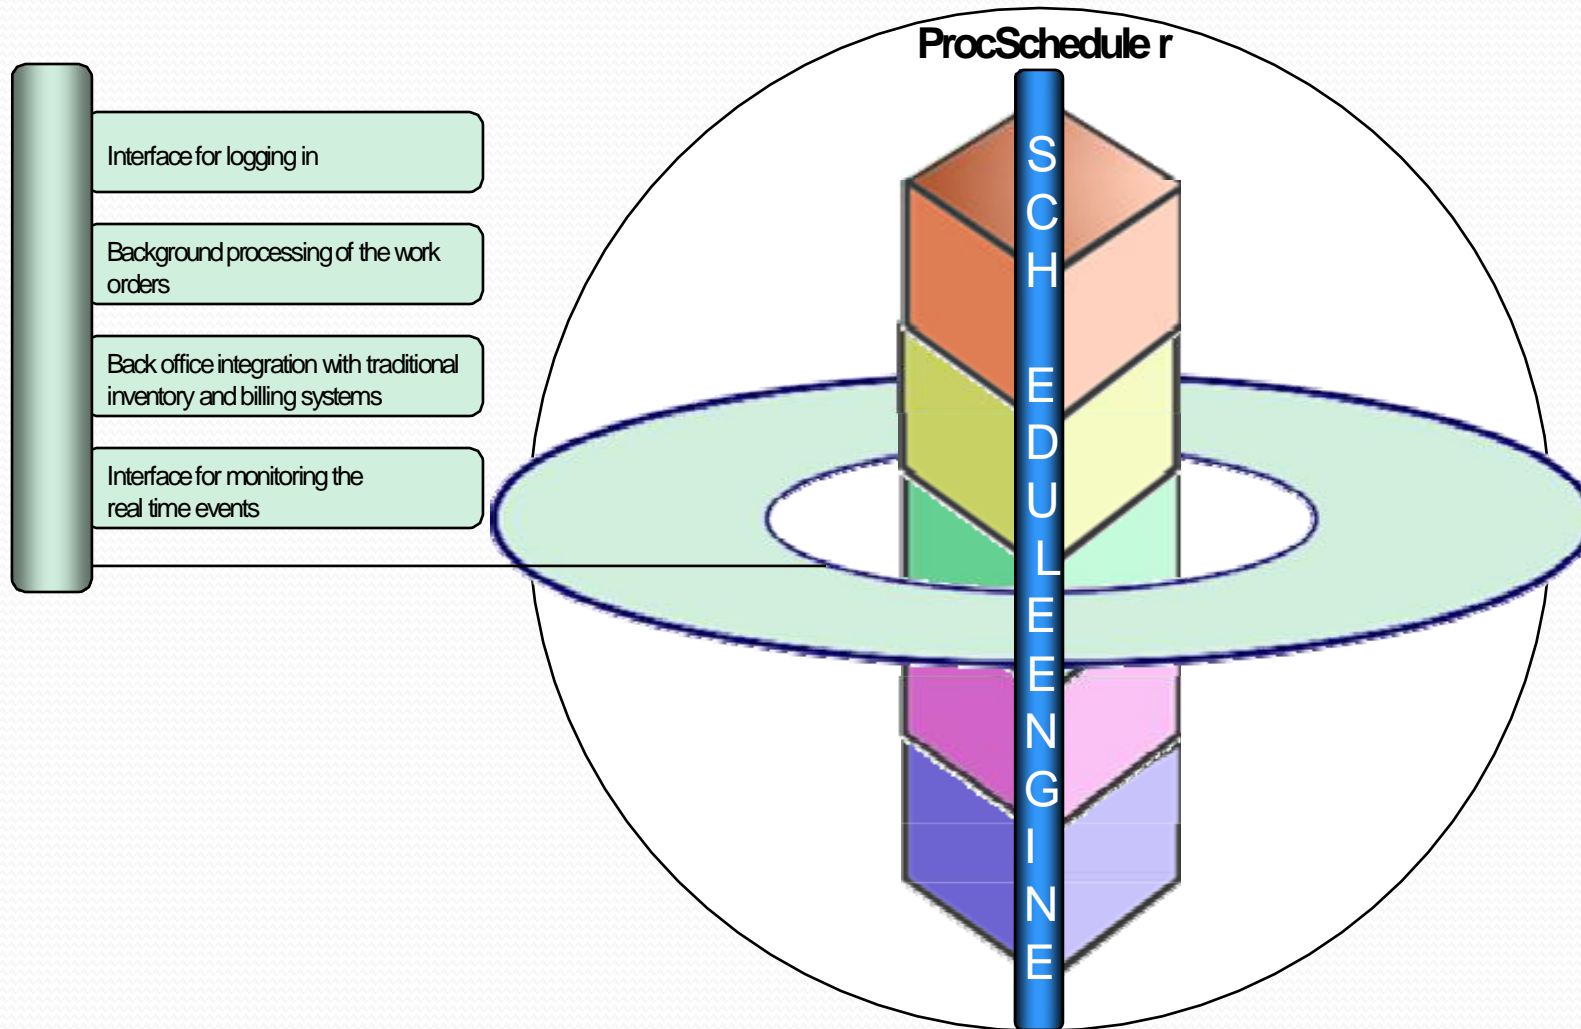 ProcSchedule r
Interface for logging in
Background processing of the work
orders
Back office integration with traditional
inventory and billing systems
Interface for monitoring the
real time events
S
C
H
E
D
U
L
E
E
N
G
I
N
E